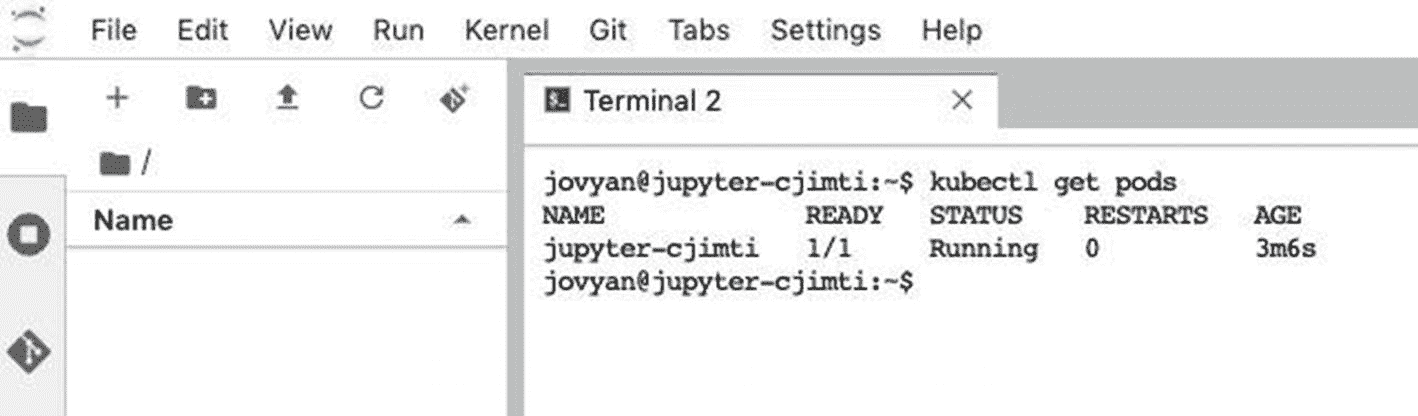 File Edit View Run Kernel Git Tabs Settings Help
/
Name
Terminal 2
jovyan@jupyter-cjimti:~$ kubectl get pods
NAME READY STATUS RESTARTS AGE
jupyter-cjimti 1/1 Running 0 3m6s
jovyan@jupyter-cjimti:~$